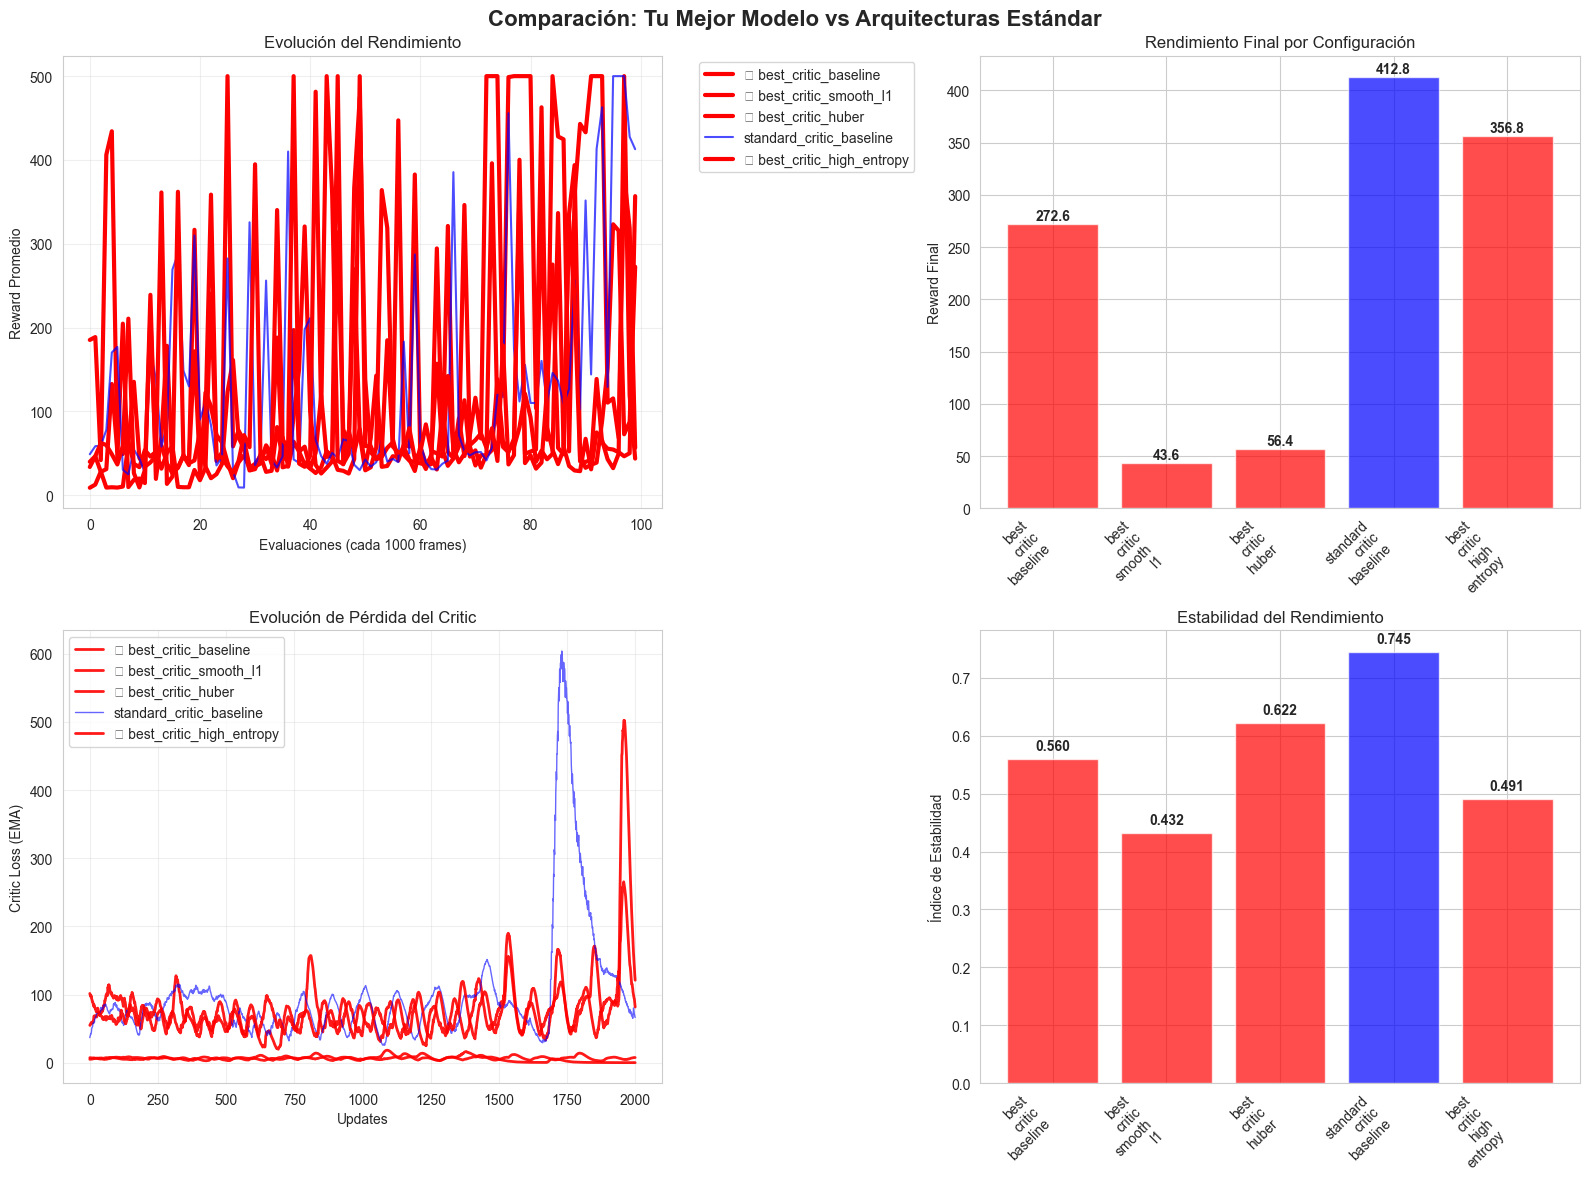 Comparación: Tu Mejor Modelo vs Arquitecturas Estándar
Evolución del Rendimiento
Reward Promedio
500
400
300
200
100
0
0 20 40 60 80 100
Evaluaciones (cada 1000 frames)
best_critic_baseline
best_critic_smooth_l1
best_critic_huber
standard_critic_baseline
best_critic_high_entropy
Rendimiento Final por Configuración
Reward Final
400
350
300
250
200
150
100
50
0
272.6
43.6
56.4
412.8
356.8
best
critic
baseline
best
critic
smooth
l1
best
critic
huber
standard
critic
baseline
best
critic
high
entropy
Evolución de Pérdida del Critic
Critic Loss (EMA)
600
500
400
300
200
100
0
best_critic_baseline
best_critic_smooth_l1
best_critic_huber
standard_critic_baseline
best_critic_high_entropy
0 250 500 750 1000 1250 1500 1750 2000
Updates
Estabilidad del Rendimiento
Índice de Estabilidad
0.7
0.6
0.5
0.4
0.3
0.2
0.1
0.0
0.560
0.432
0.622
0.745
0.491
best
critic
baseline
best
critic
smooth
l1
best
critic
huber
standard
critic
baseline
best
critic
high
entropy